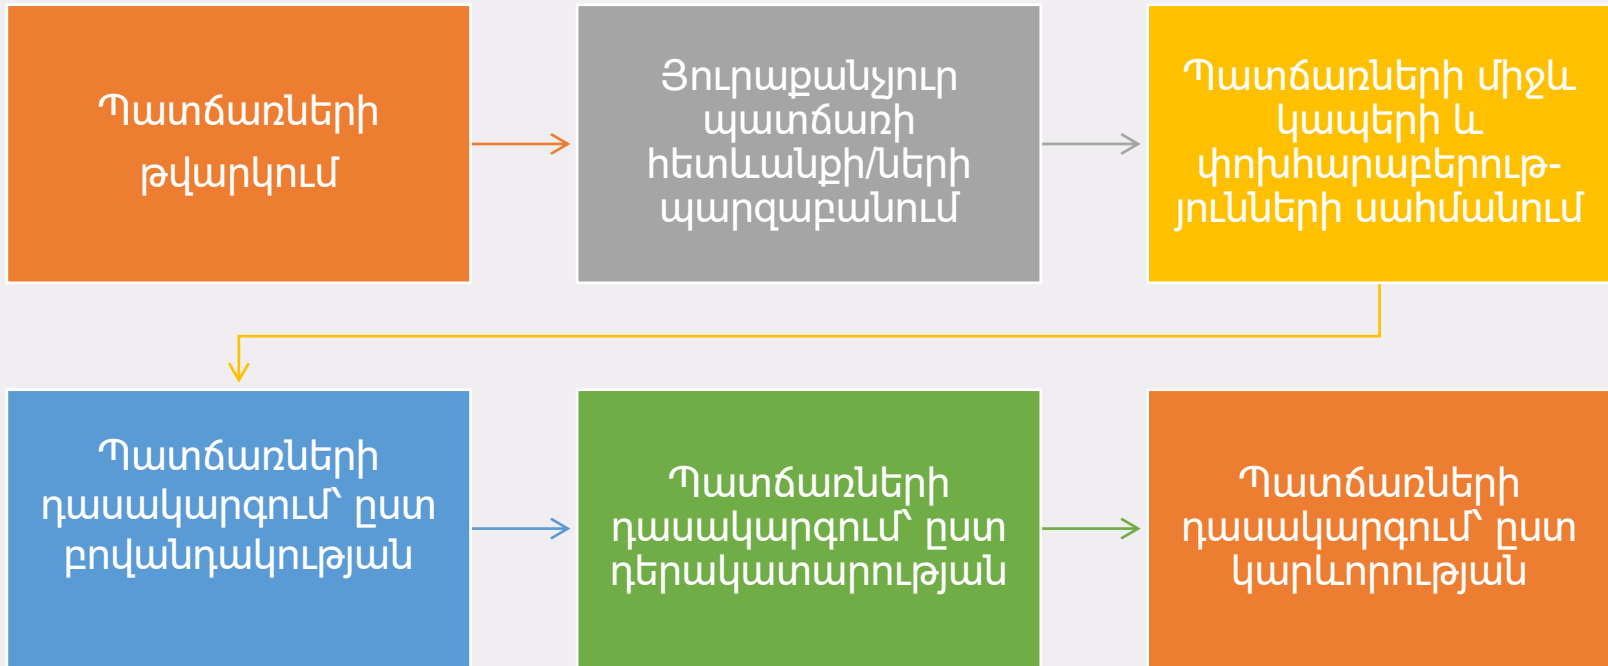 Պատճառների
թվարկում
Յուրաքանչյուր
պատճառի
հետևանքի/ների
պարզաբանում
Պատճառների միջև
կապերի և
փոխհարաբերութ-
յունների սահմանում
Պատճառների
դասակարգում՝ ըստ
բովանդակության
Պատճառների
դասակարգում՝ ըստ
դերակատարության
Պատճառների
դասակարգում՝ ըստ
կարևորության